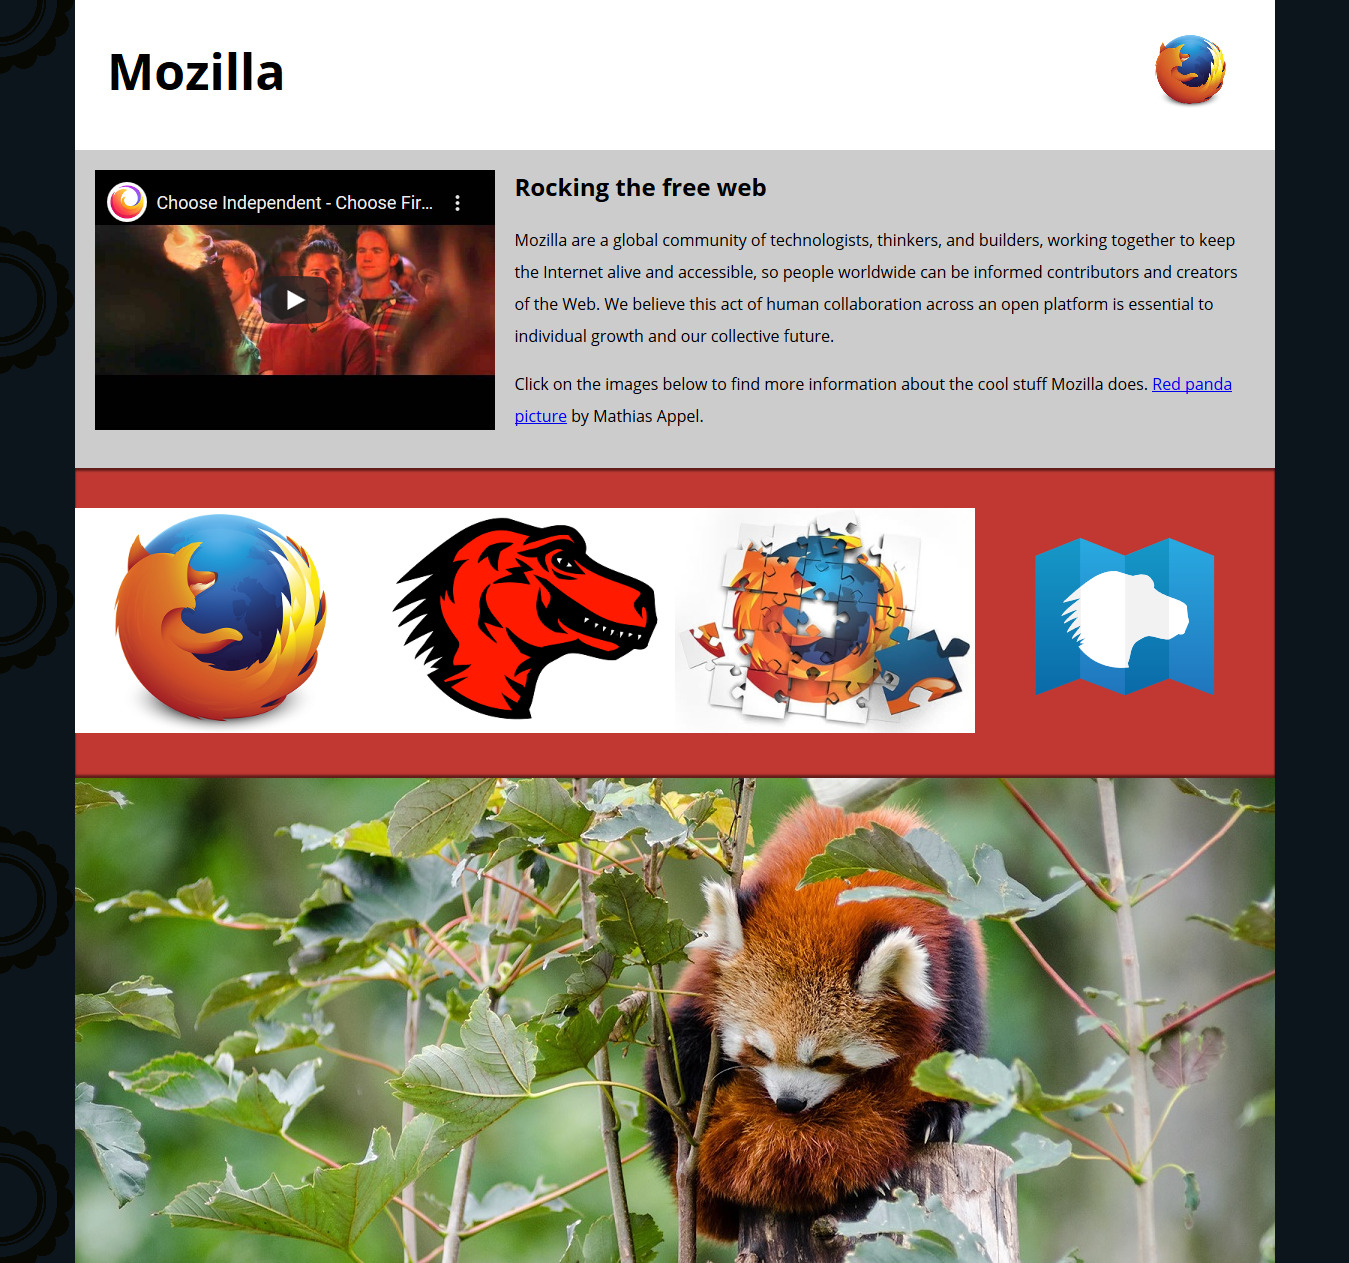 Mozilla
Choose Independent - Choose Fir...
Rocking the free web
Mozilla are a global community of technologists, thinkers, and builders, working together to keep
the Internet alive and accessible, so people worldwide can be informed contributors and creators
of the Web. We believe this act of human collaboration across an open platform is essential to
individual growth and our collective future.
Click on the images below to find more information about the cool stuff Mozilla does. Red panda
picture by Mathias Appel.